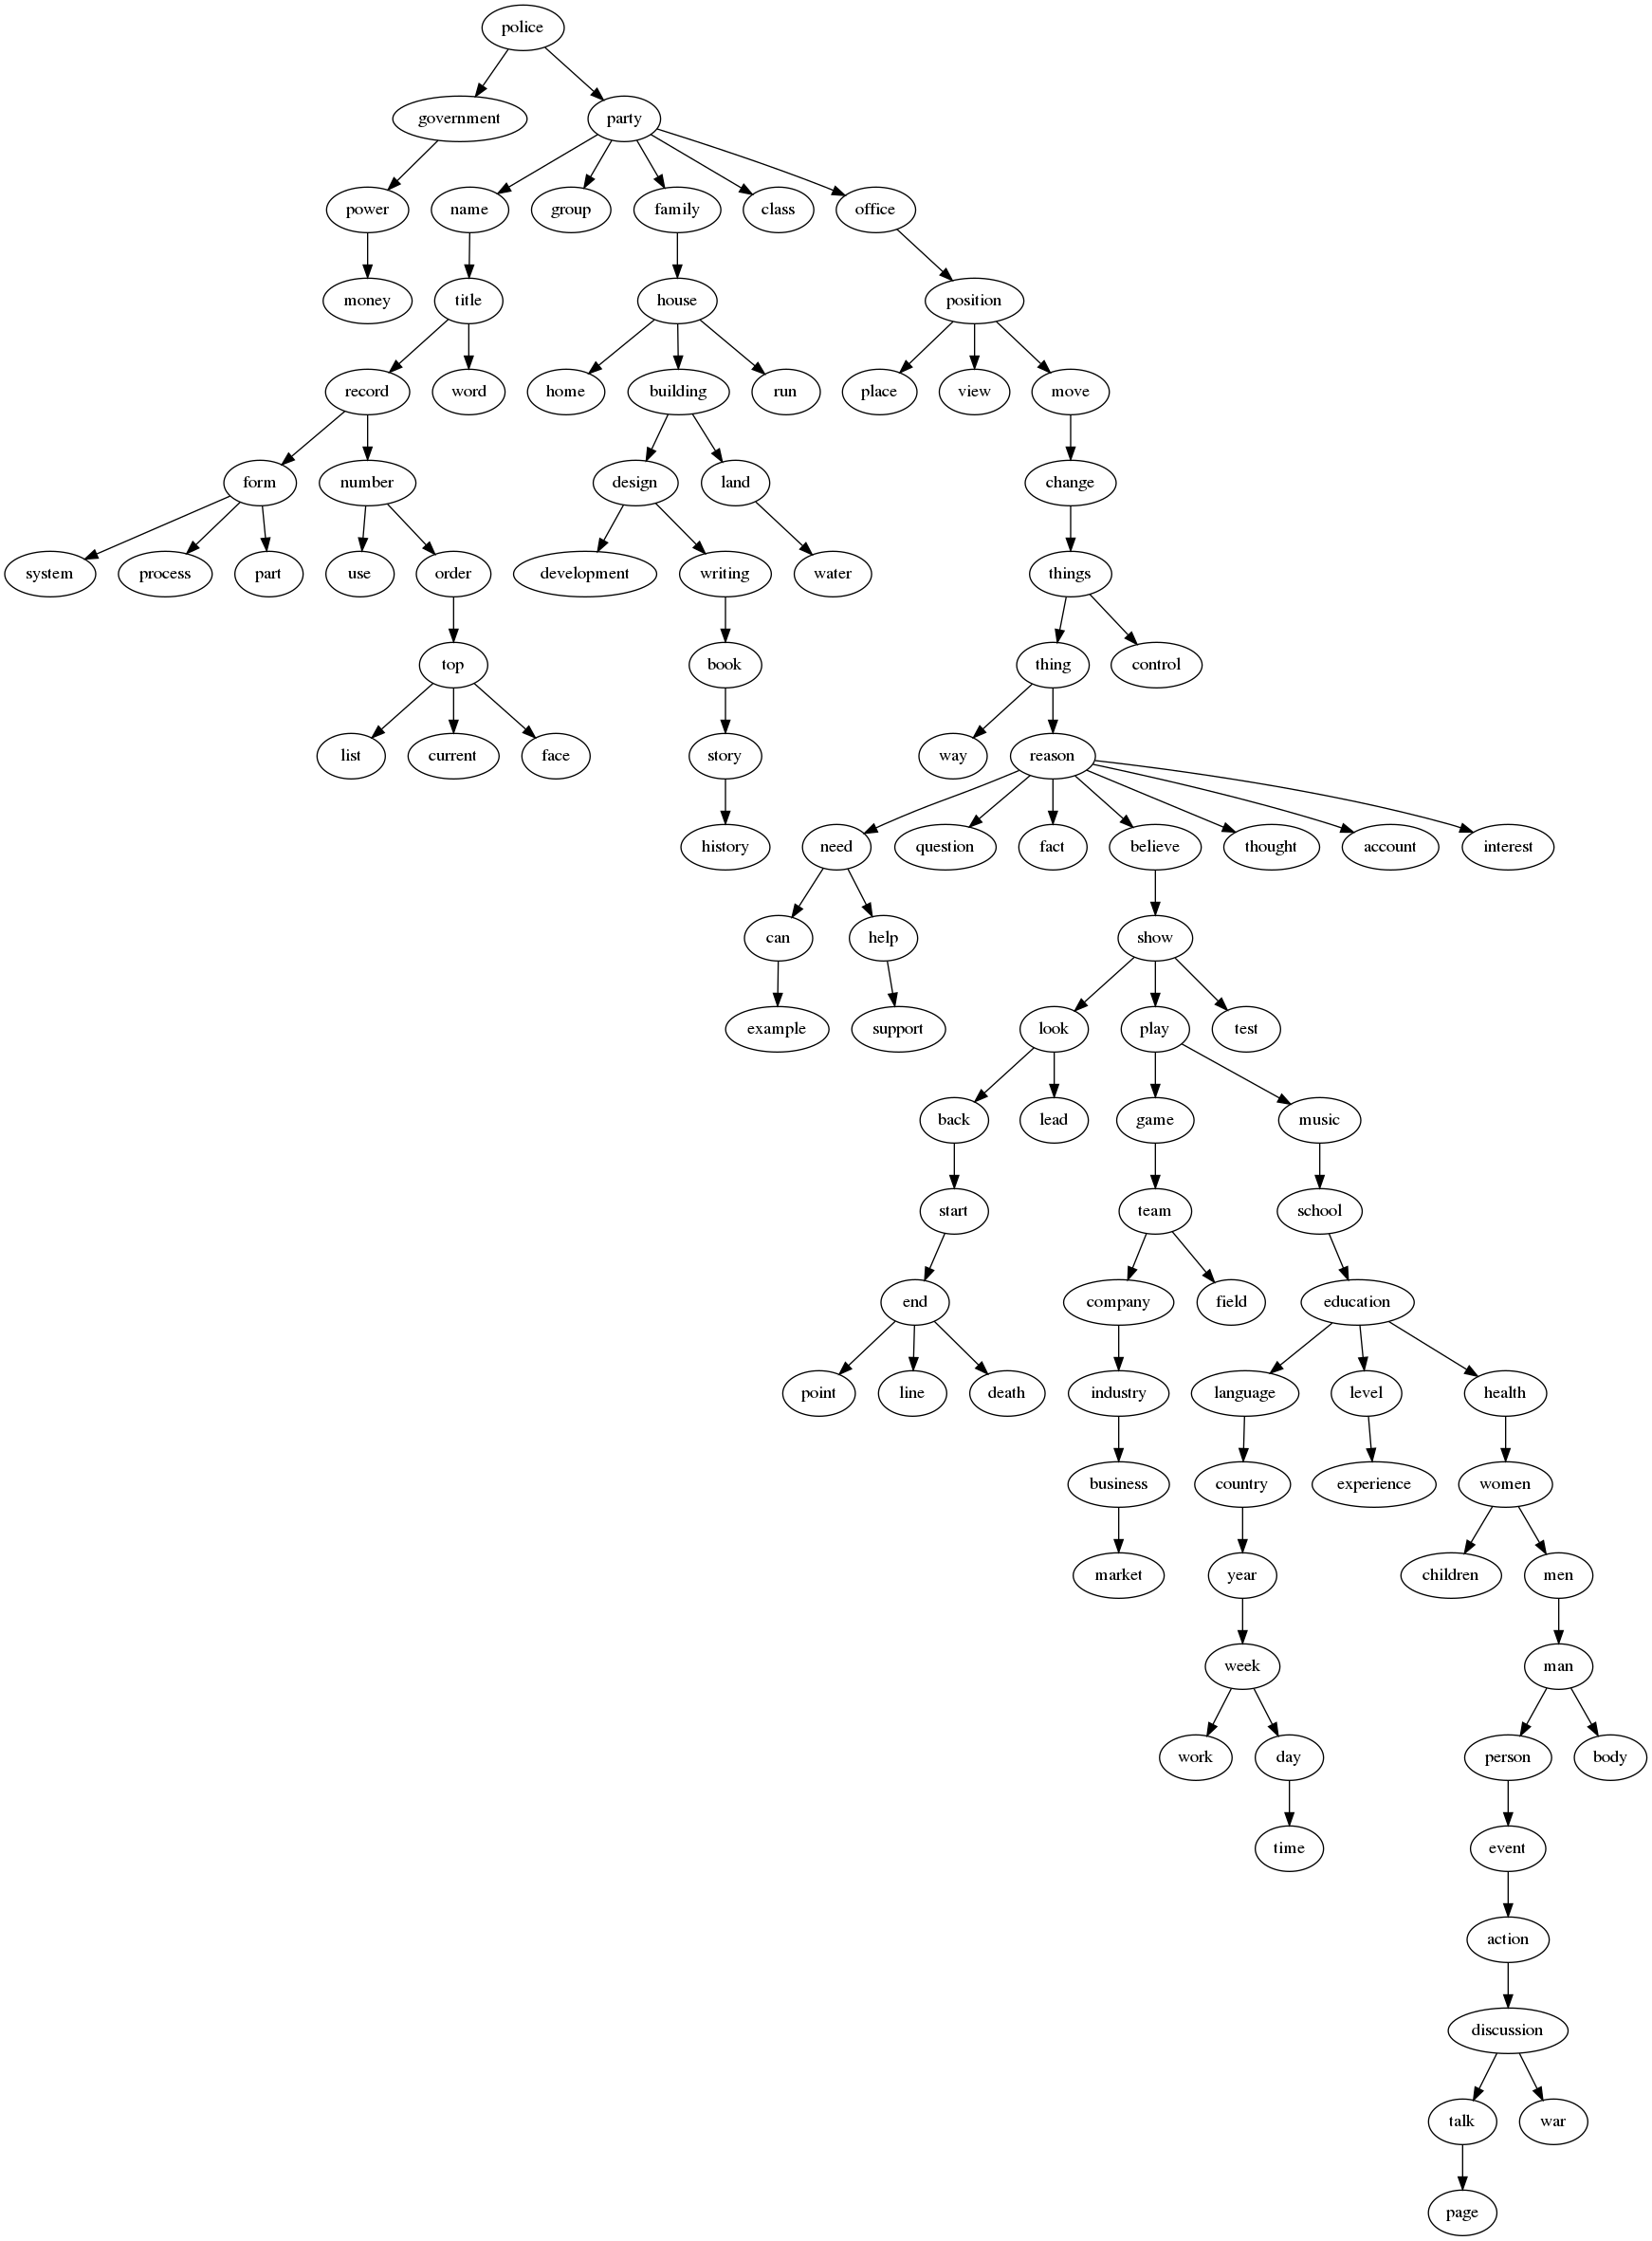 police
government
party
power
name
group
family
class
office
money
title
house
position
record
word
home
building
run
place
view
move
form
number
design
land
change
system
process
part
use
order
development
writing
water
things
top
book
thing
control
list
current
face
story
way
reason
history
need
question
fact
believe
thought
account
interest
can
help
show
example
support
look
play
test
back
lead
game
music
start
team
school
end
company
field
education
point
line
death
industry
language
level
health
business
country
experience
women
market
year
children
men
week
man
work
day
person
body
time
event
action
discussion
talk
war
page